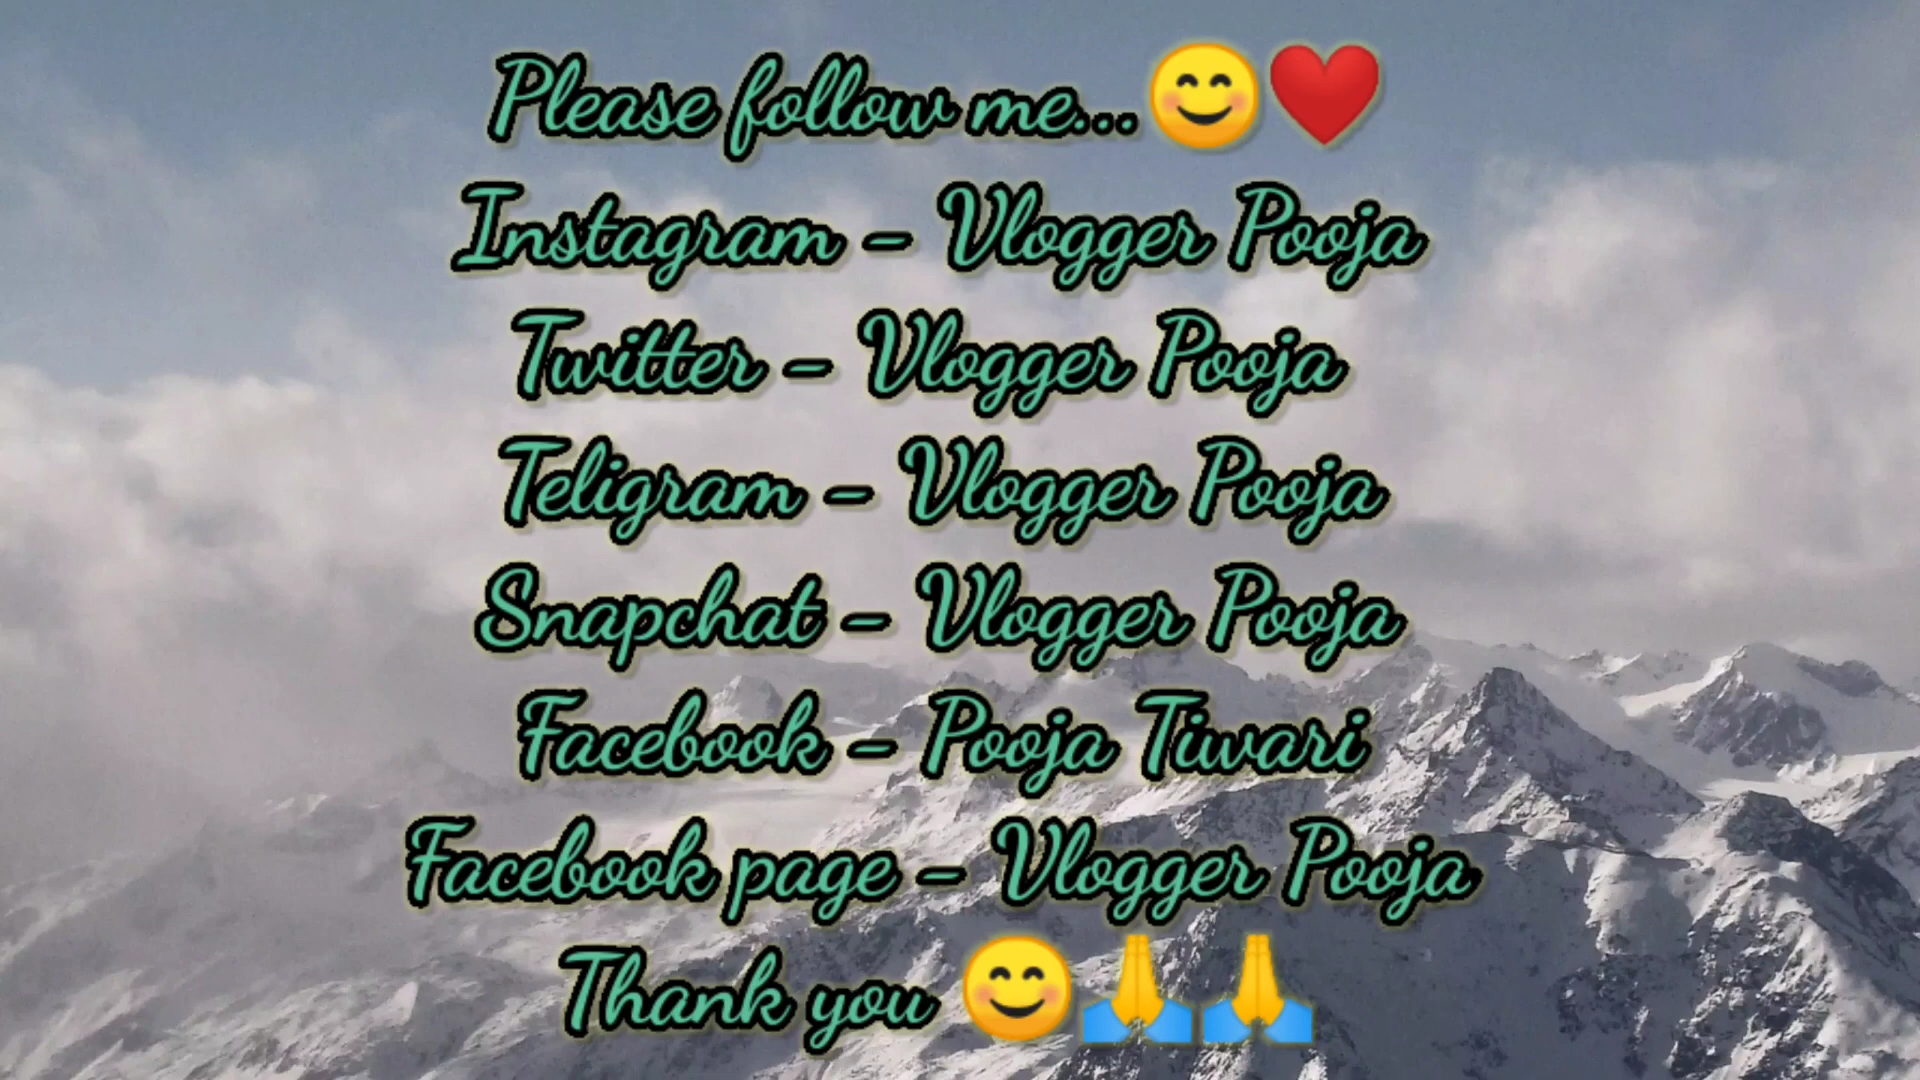 Please follow me...😊❤️
Instagram - Vlogger Pooja
Twitter - Vlogger Pooja
Teligram - Vlogger Pooja
Snapchat - Vlogger Pooja
Facebook - Pooja Tiwari
Facebook page - Vlogger Pooja
Thank you 😊🙏🙏